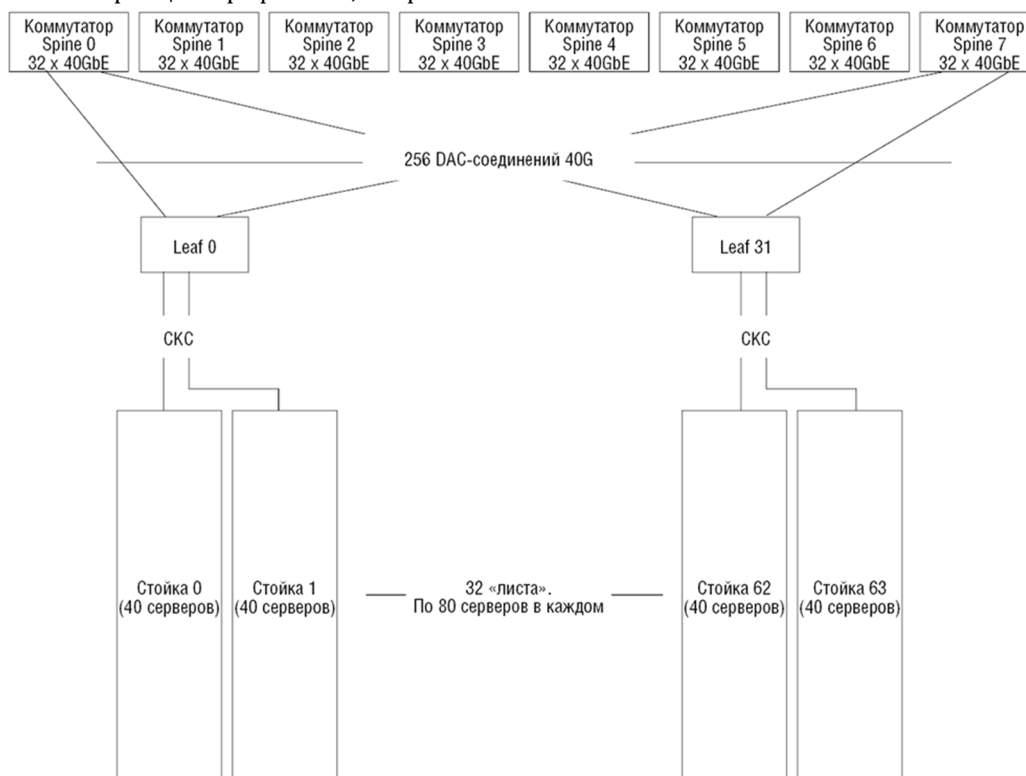 Коммутатор
Spine 0
32 x 40GbE
Коммутатор
Spine 1
32 x 40GbE
Коммутатор
Spine 2
32 x 40GbE
Коммутатор
Spine 3
32 x 40GbE
Коммутатор
Spine 4
32 x 40GbE
Коммутатор
Spine 5
32 x 40GbE
Коммутатор
Spine 6
32 x 40GbE
Коммутатор
Spine 7
32 x 40GbE
256 DAC-соединений 40G
Leaf 0
Leaf 31
СКС
СКС
Стойка 0
(40 серверов)
Стойка 1
(40 серверов)
32 «листа».
По 80 серверов в каждом
Стойка 62
(40 серверов)
Стойка 63
(40 серверов)